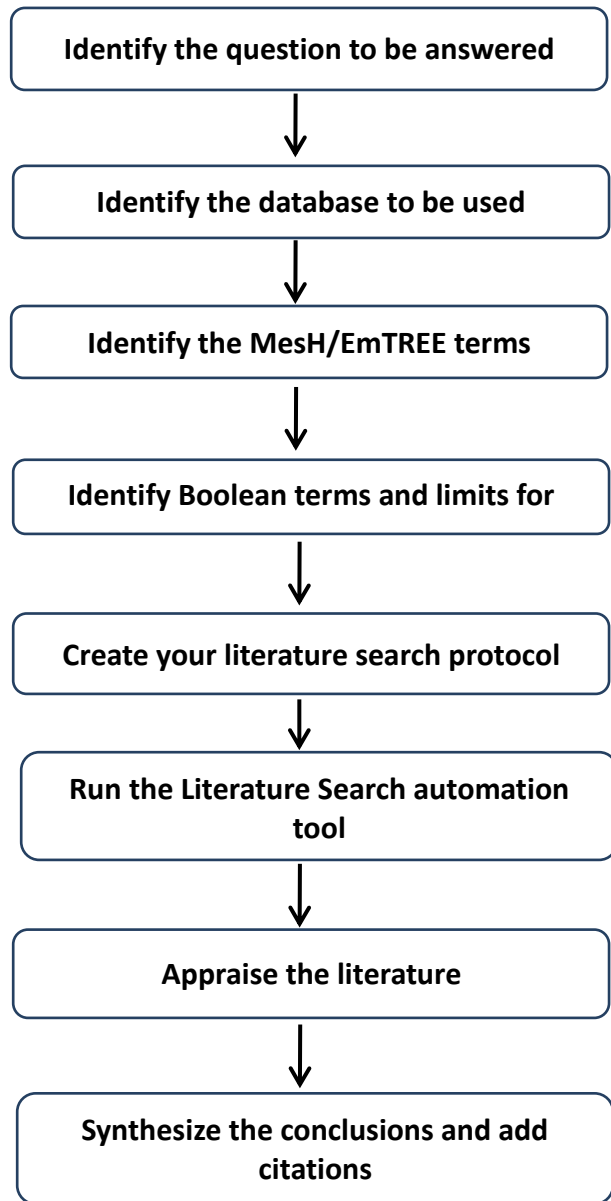 Identify the question to be answered
Identify the database to be used
Identify the MesH/EmTREE terms
Identify Boolean terms and limits for
Create your literature search protocol
Run the Literature Search automation
tool
Appraise the literature
Synthesize the conclusions and add
citations